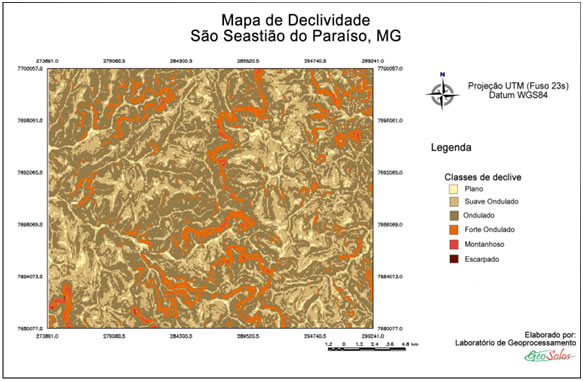 Mapa de Declividade
São Seastião do Paraíso, MG
273861.0 279080.5 284300.5 289520.5 294740.5 299241.0
7700057.0 7700057.0
7696061.0 7696061.0
7692065.0 7692065.0
7688069.0 7688069.0
7684073.0 7684073.0
7680077.0 7680077.0
273861.0 279080.5 284300.5 289520.5 294740.5 299241.0
N
Projeção UTM (Fuso 23s)
Datum WGS84
Legenda
Classes de declive
Plano
Suave Ondulado
Ondulado
Forte Ondulado
Montanhoso
Escarpado
1.2 0 1.2 2.4 3.6 4.8 km
Elaborado por:
Laboratório de Geoprocessamento
GeoSolos